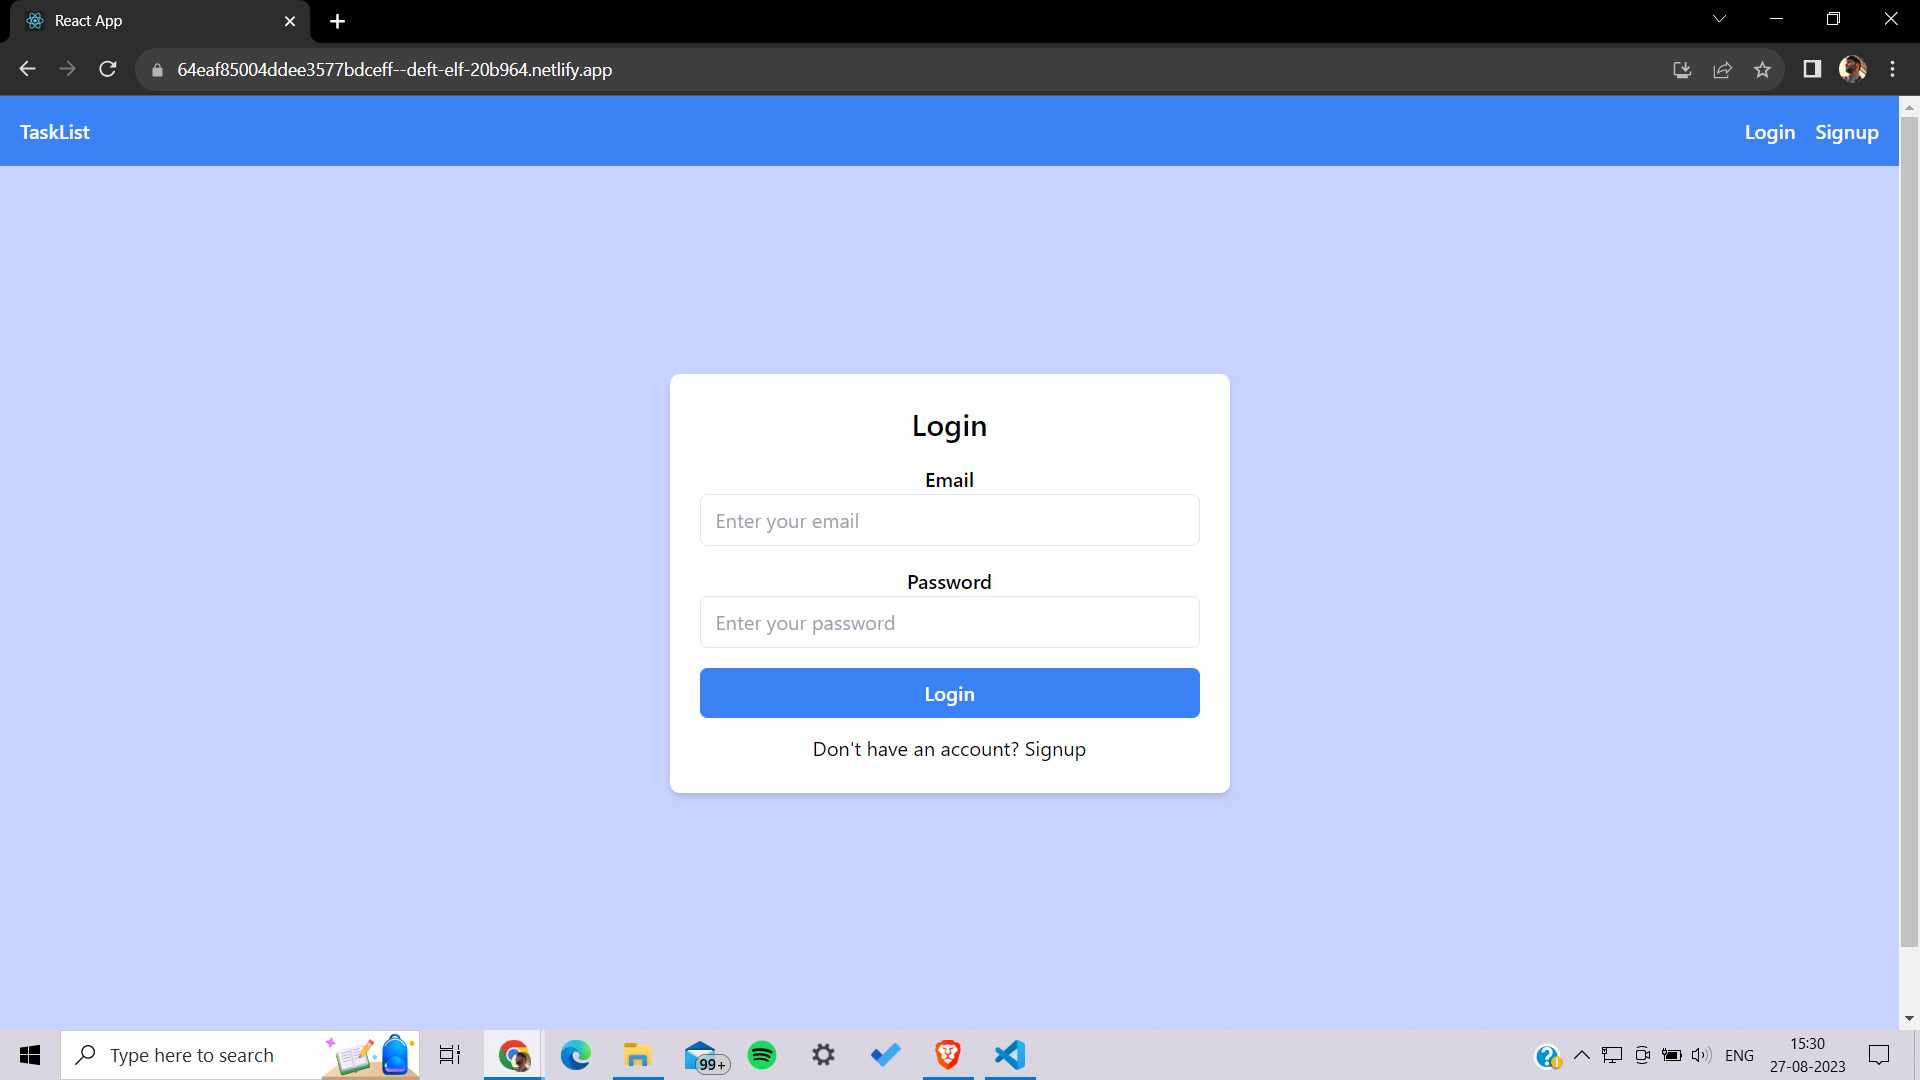 React App
64eaf85004ddee3577bdceff--deft-elf-20b964.netlify.app
TaskList
Login Signup
Login
Email
Enter your email
Password
Enter your password
Login
Don't have an account? Signup
Type here to search
99+
ENG
15:30
27-08-2023